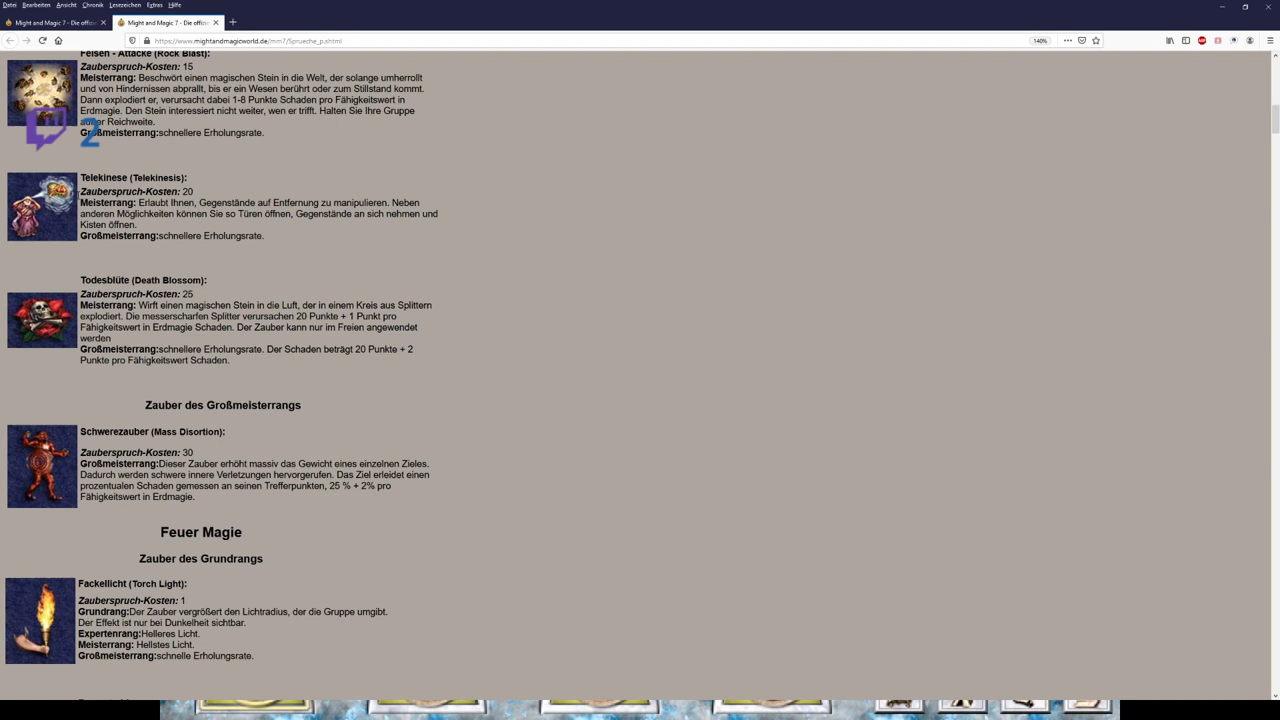 Datei Bearbeiten Ansicht Chronik Lesezeichen Extras Hilfe
Might and Magic 7 - Die offizie Might and Magic 7 - Die offizie
https://www.mightandmagicworld.de/mm7/Sprueche_p.shtml 140%
Felsen - Attacke (Rock Blast):
Zauberspruch-Kosten: 15
Meisterrang: Beschwört einen magischen Stein in die Welt, der solange umherrollt
und von Hindernissen abprallt, bis er ein Wesen berührt oder zum Stillstand kommt.
Dann explodiert er, verursacht dabei 1-8 Punkte Schaden pro Fähigkeitswert in
Erdmagie. Den Stein interessiert nicht weiter, wen er trifft. Halten Sie Ihre Gruppe
außer Reichweite.
Großmeisterrang:schnellere Erholungsrate.
2
Telekinese (Telekinesis):
Zauberspruch-Kosten: 20
Meisterrang: Erlaubt Ihnen, Gegenstände auf Entfernung zu manipulieren. Neben
anderen Möglichkeiten können Sie so Türen öffnen, Gegenstände an sich nehmen und
Kisten öffnen.
Großmeisterrang:schnellere Erholungsrate.
Todesblüte (Death Blossom):
Zauberspruch-Kosten: 25
Meisterrang: Wirft einen magischen Stein in die Luft, der in einem Kreis aus Splittern
explodiert. Die messerscharfen Splitter verursachen 20 Punkte + 1 Punkt pro
Fähigkeitswert in Erdmagie Schaden. Der Zauber kann nur im Freien angewendet
werden
Großmeisterrang:schnellere Erholungsrate. Der Schaden beträgt 20 Punkte + 2
Punkte pro Fähigkeitswert Schaden.
Zauber des Großmeisterrangs
Schwerezauber (Mass Disortion):
Zauberspruch-Kosten: 30
Großmeisterrang:Dieser Zauber erhöht massiv das Gewicht eines einzelnen Zieles.
Dadurch werden schwere innere Verletzungen hervorgerufen. Das Ziel erleidet einen
prozentualen Schaden gemessen an seinen Trefferpunkten, 25 % + 2% pro
Fähigkeitswert in Erdmagie.
Feuer Magie
Zauber des Grundrangs
Fackellicht (Torch Light):
Zauberspruch-Kosten: 1
Grundrang:Der Zauber vergrößert den Lichtradius, der die Gruppe umgibt.
Der Effekt ist nur bei Dunkelheit sichtbar.
Expertenrang:Helleres Licht.
Meisterrang: Hellstes Licht.
Großmeisterrang:schnelle Erholungsrate.